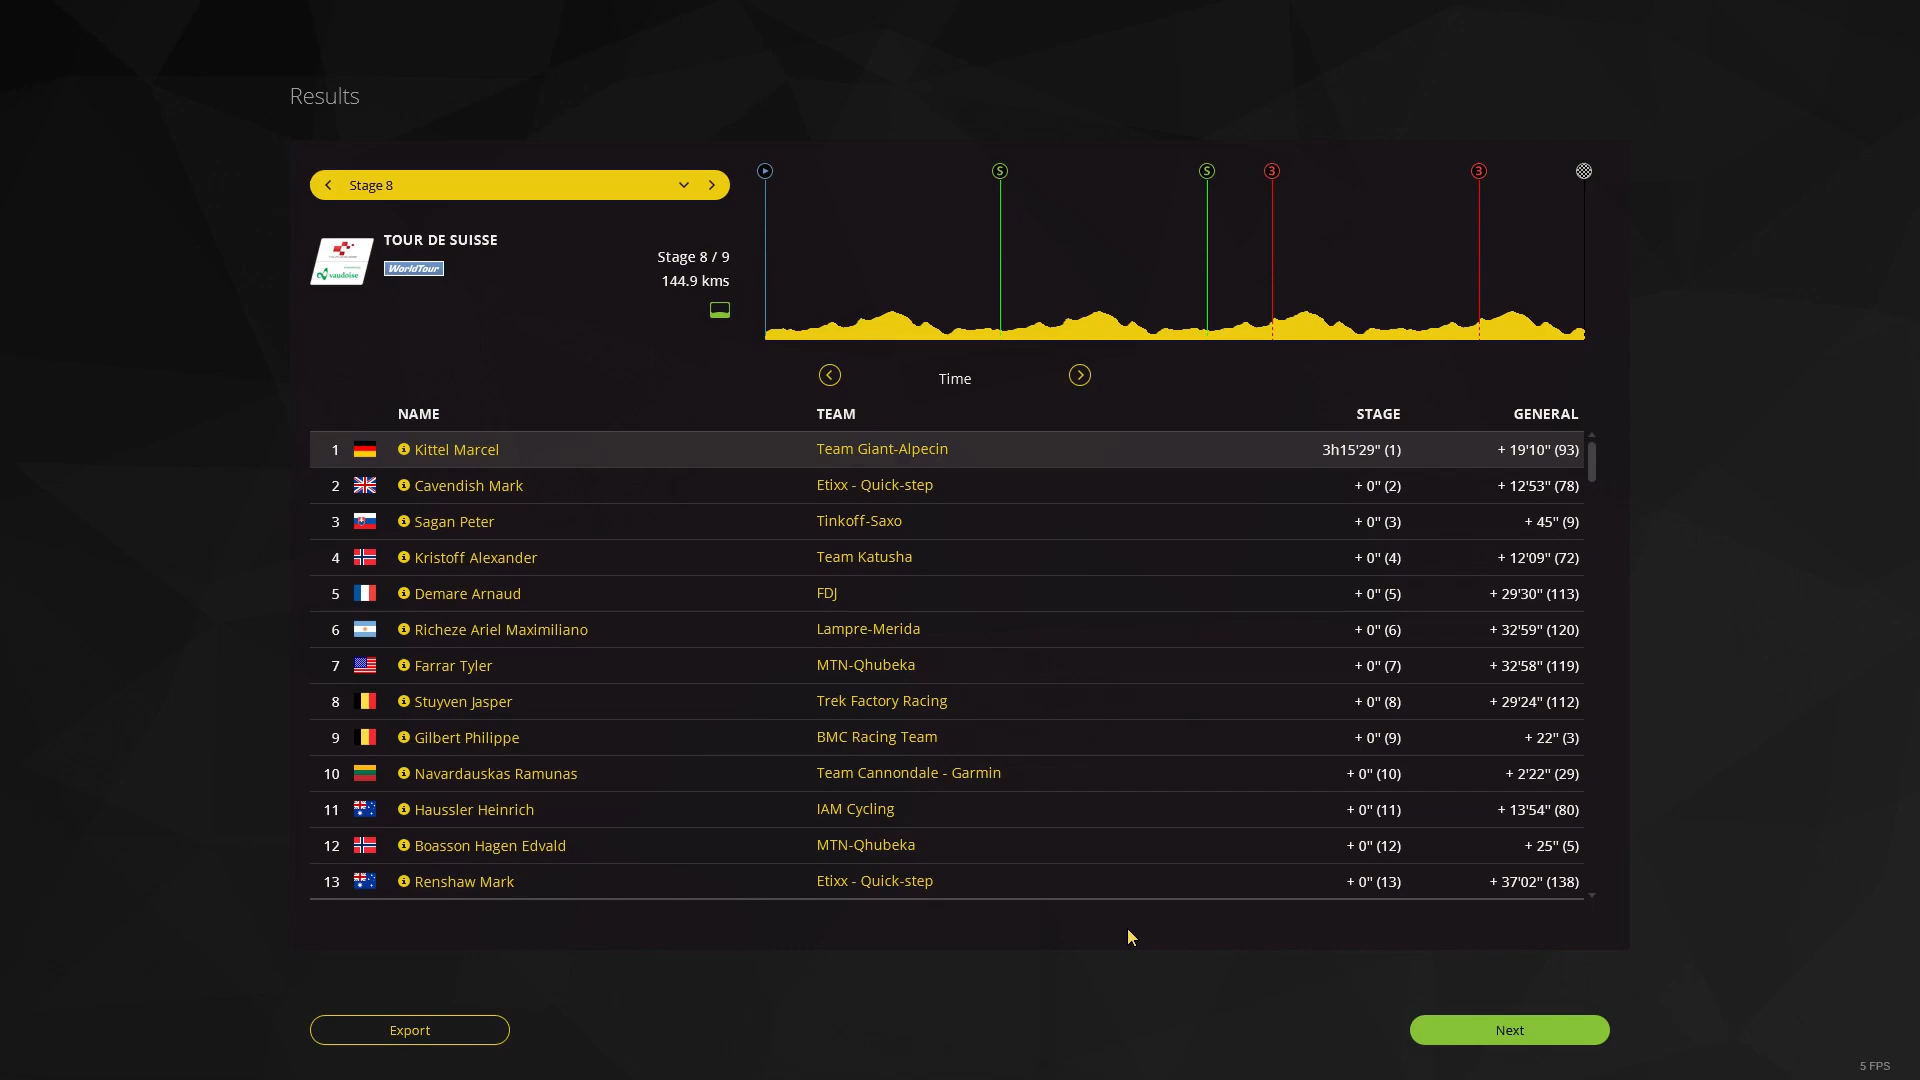 Results
Stage 8
S S 3 3
TOUR DE SUISSE
WorldTour
vaudoise
Stage 8 / 9
144.9 kms
Time
NAME TEAM STAGE GENERAL
1 Kittel Marcel Team Giant-Alpecin 3h15'29" (1) + 19'10" (93)
2 Cavendish Mark Etixx - Quick-step + 0" (2) + 12'53" (78)
3 Sagan Peter Tinkoff-Saxo + 0" (3) + 45" (9)
4 Kristoff Alexander Team Katusha + 0" (4) + 12'09" (72)
5 Demare Arnaud FDJ + 0" (5) + 29'30" (113)
6 Richeze Ariel Maximiliano Lampre-Merida + 0" (6) + 32'59" (120)
7 Farrar Tyler MTN-Qhubeka + 0" (7) + 32'58" (119)
8 Stuyven Jasper Trek Factory Racing + 0" (8) + 29'24" (112)
9 Gilbert Philippe BMC Racing Team + 0" (9) + 22" (3)
10 Navardauskas Ramunas Team Cannondale - Garmin + 0" (10) + 2'22" (29)
11 Haussler Heinrich IAM Cycling + 0" (11) + 13'54" (80)
12 Boasson Hagen Edvald MTN-Qhubeka + 0" (12) + 25" (5)
13 Renshaw Mark Etixx - Quick-step + 0" (13) + 37'02" (138)
Export
Next
5 FPS